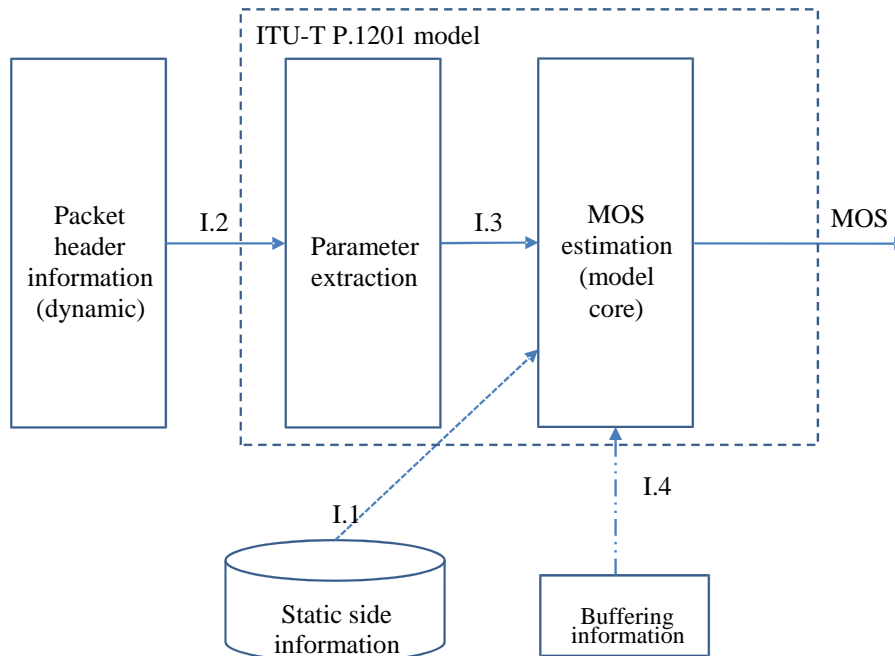 ITU-T P.1201 model
Packet
header
information
(dynamic)
I.2
Parameter
extraction
I.3
MOS
estimation
(model
core)
MOS
I.1
I.4
Static side
information
Buffering
information